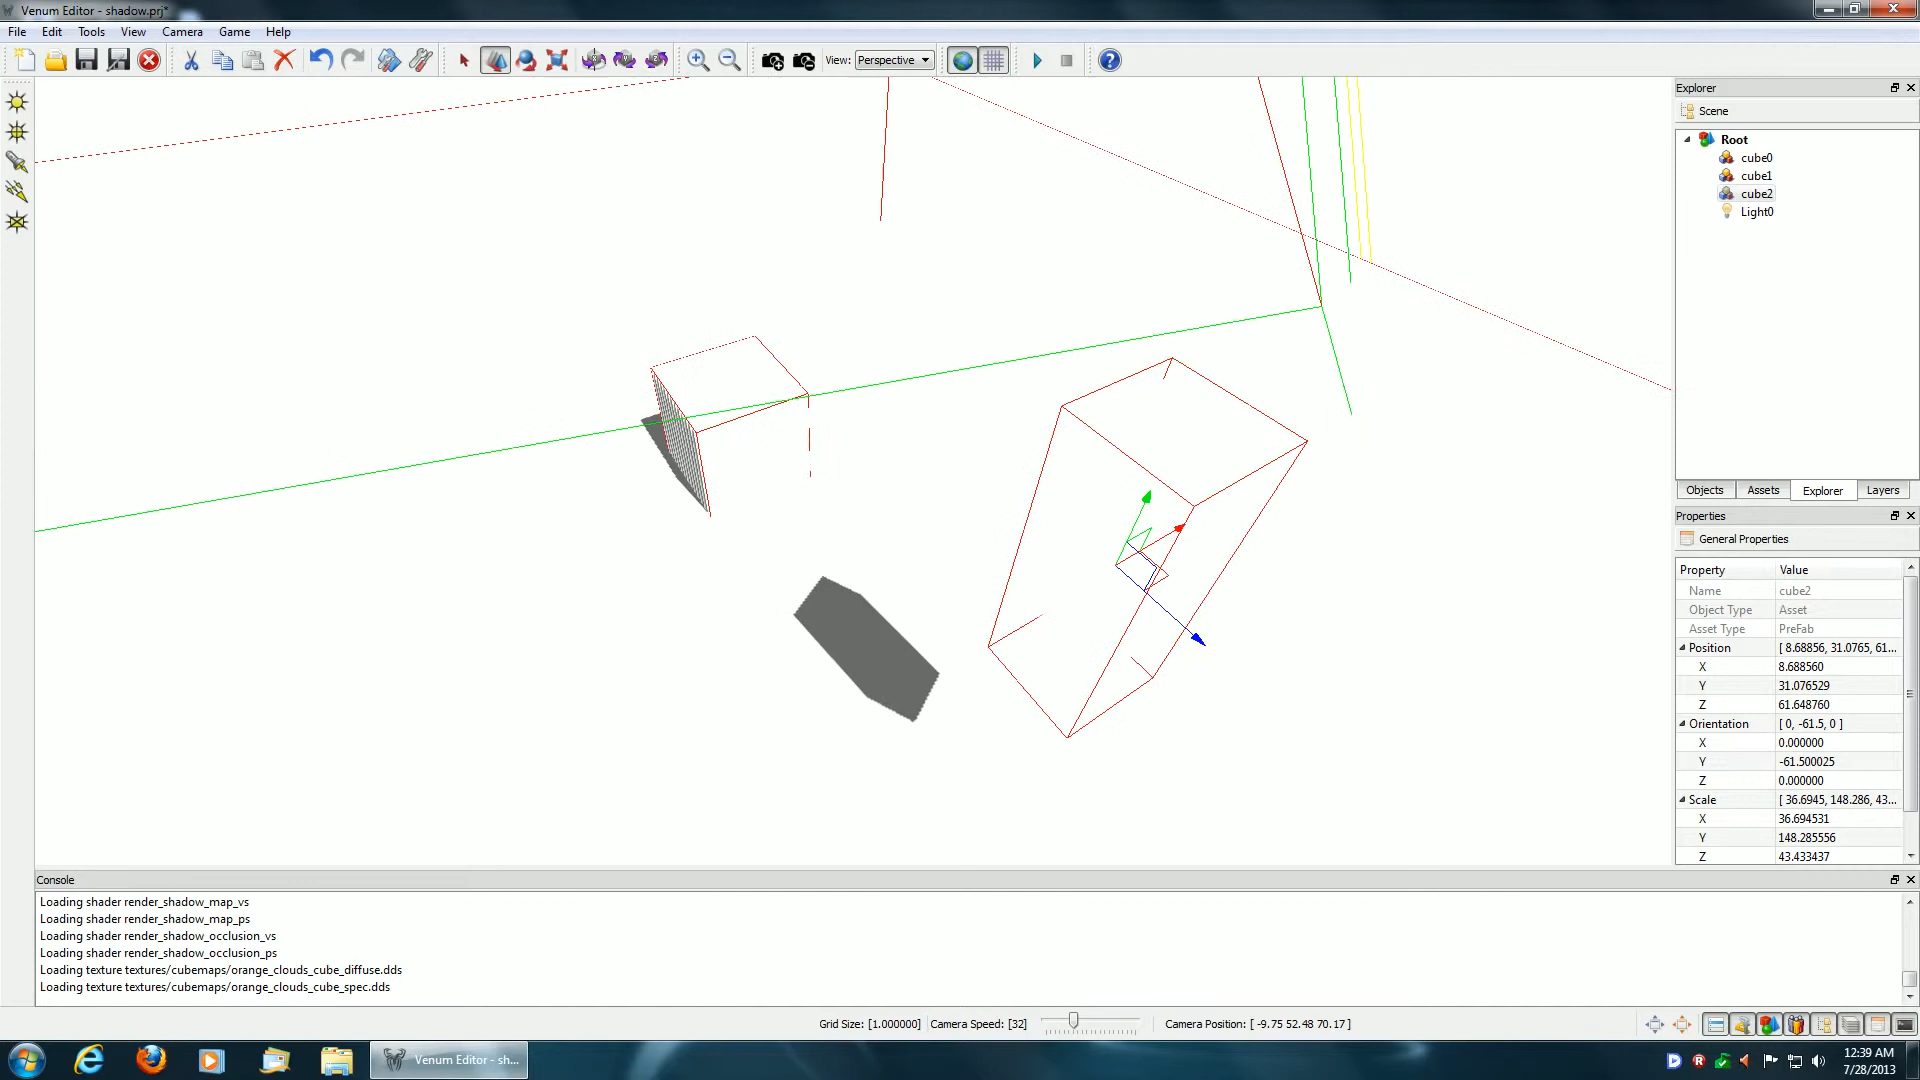 Venum Editor - shadow.prj*
File Edit Tools View Camera Game Help
View: Perspective
Explorer
Scene
Root
cube0
cube1
cube2
Light0
Objects Assets Explorer Layers
Properties
General Properties
Property Value
Name cube2
Object Type Asset
Asset Type PreFab
Position [ 8.68856, 31.0765, 61...
X 8.688560
Y 31.076529
Z 61.648760
Orientation [ 0, -61.5, 0 ]
X 0.000000
Y -61.500025
Z 0.000000
Scale [ 36.6945, 148.286, 43...
X 36.694531
Y 148.285556
Z 43.433437
Console
Loading shader render_shadow_map_vs
Loading shader render_shadow_map_ps
Loading shader render_shadow_occlusion_vs
Loading shader render_shadow_occlusion_ps
Loading texture textures/cubemaps/orange_clouds_cube_diffuse.dds
Loading texture textures/cubemaps/orange_clouds_cube_spec.dds
Grid Size: [1.000000] Camera Speed: [32] Camera Position: [ -9.75 52.48 70.17 ]
Venum Editor - sh...
12:39 AM
7/28/2013